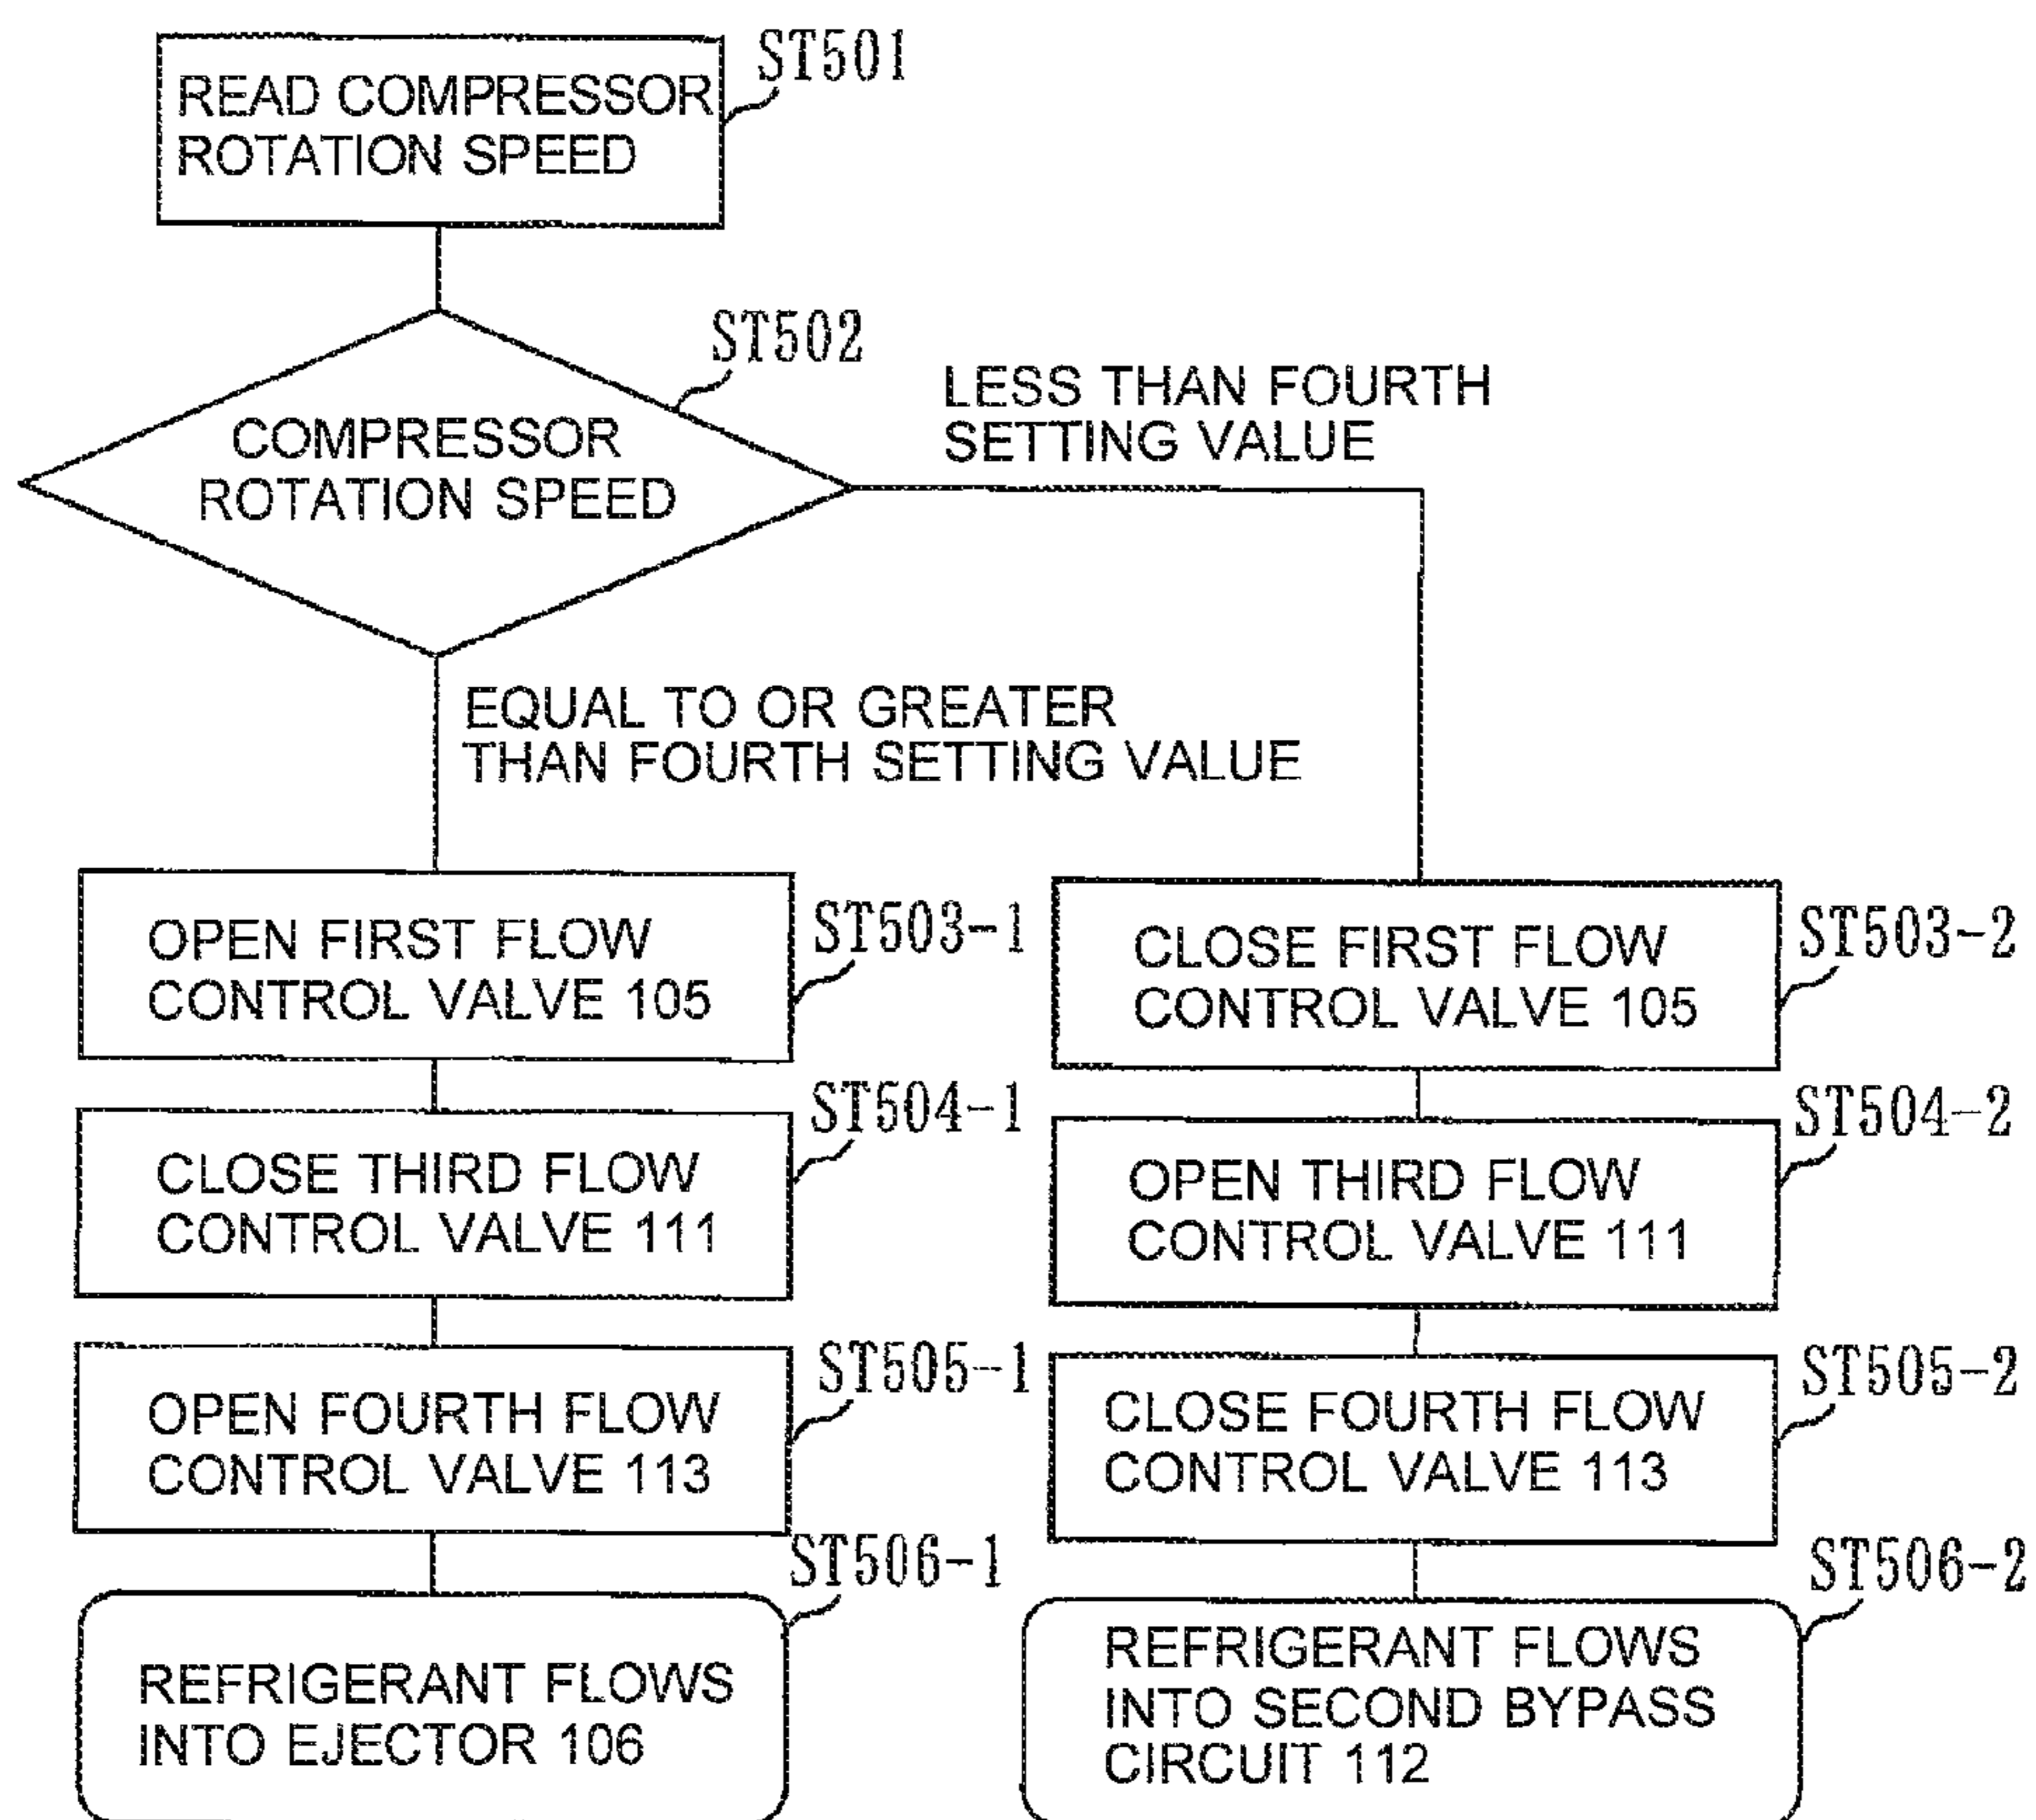 READ COMPRESSOR
ROTATION SPEED
ST501
COMPRESSOR
ROTATION SPEED
ST502
LESS THAN FOURTH
SETTING VALUE
EQUAL TO OR GREATER
THAN FOURTH SETTING VALUE
OPEN FIRST FLOW
CONTROL VALVE 105
ST503-1
CLOSE THIRD FLOW
CONTROL VALVE 111
ST504-1
OPEN FOURTH FLOW
CONTROL VALVE 113
ST505-1
REFRIGERANT FLOWS
INTO EJECTOR 106
ST506-1
CLOSE FIRST FLOW
CONTROL VALVE 105
ST503-2
OPEN THIRD FLOW
CONTROL VALVE 111
ST504-2
CLOSE FOURTH FLOW
CONTROL VALVE 113
ST505-2
REFRIGERANT FLOWS
INTO SECOND BYPASS
CIRCUIT 112
ST506-2